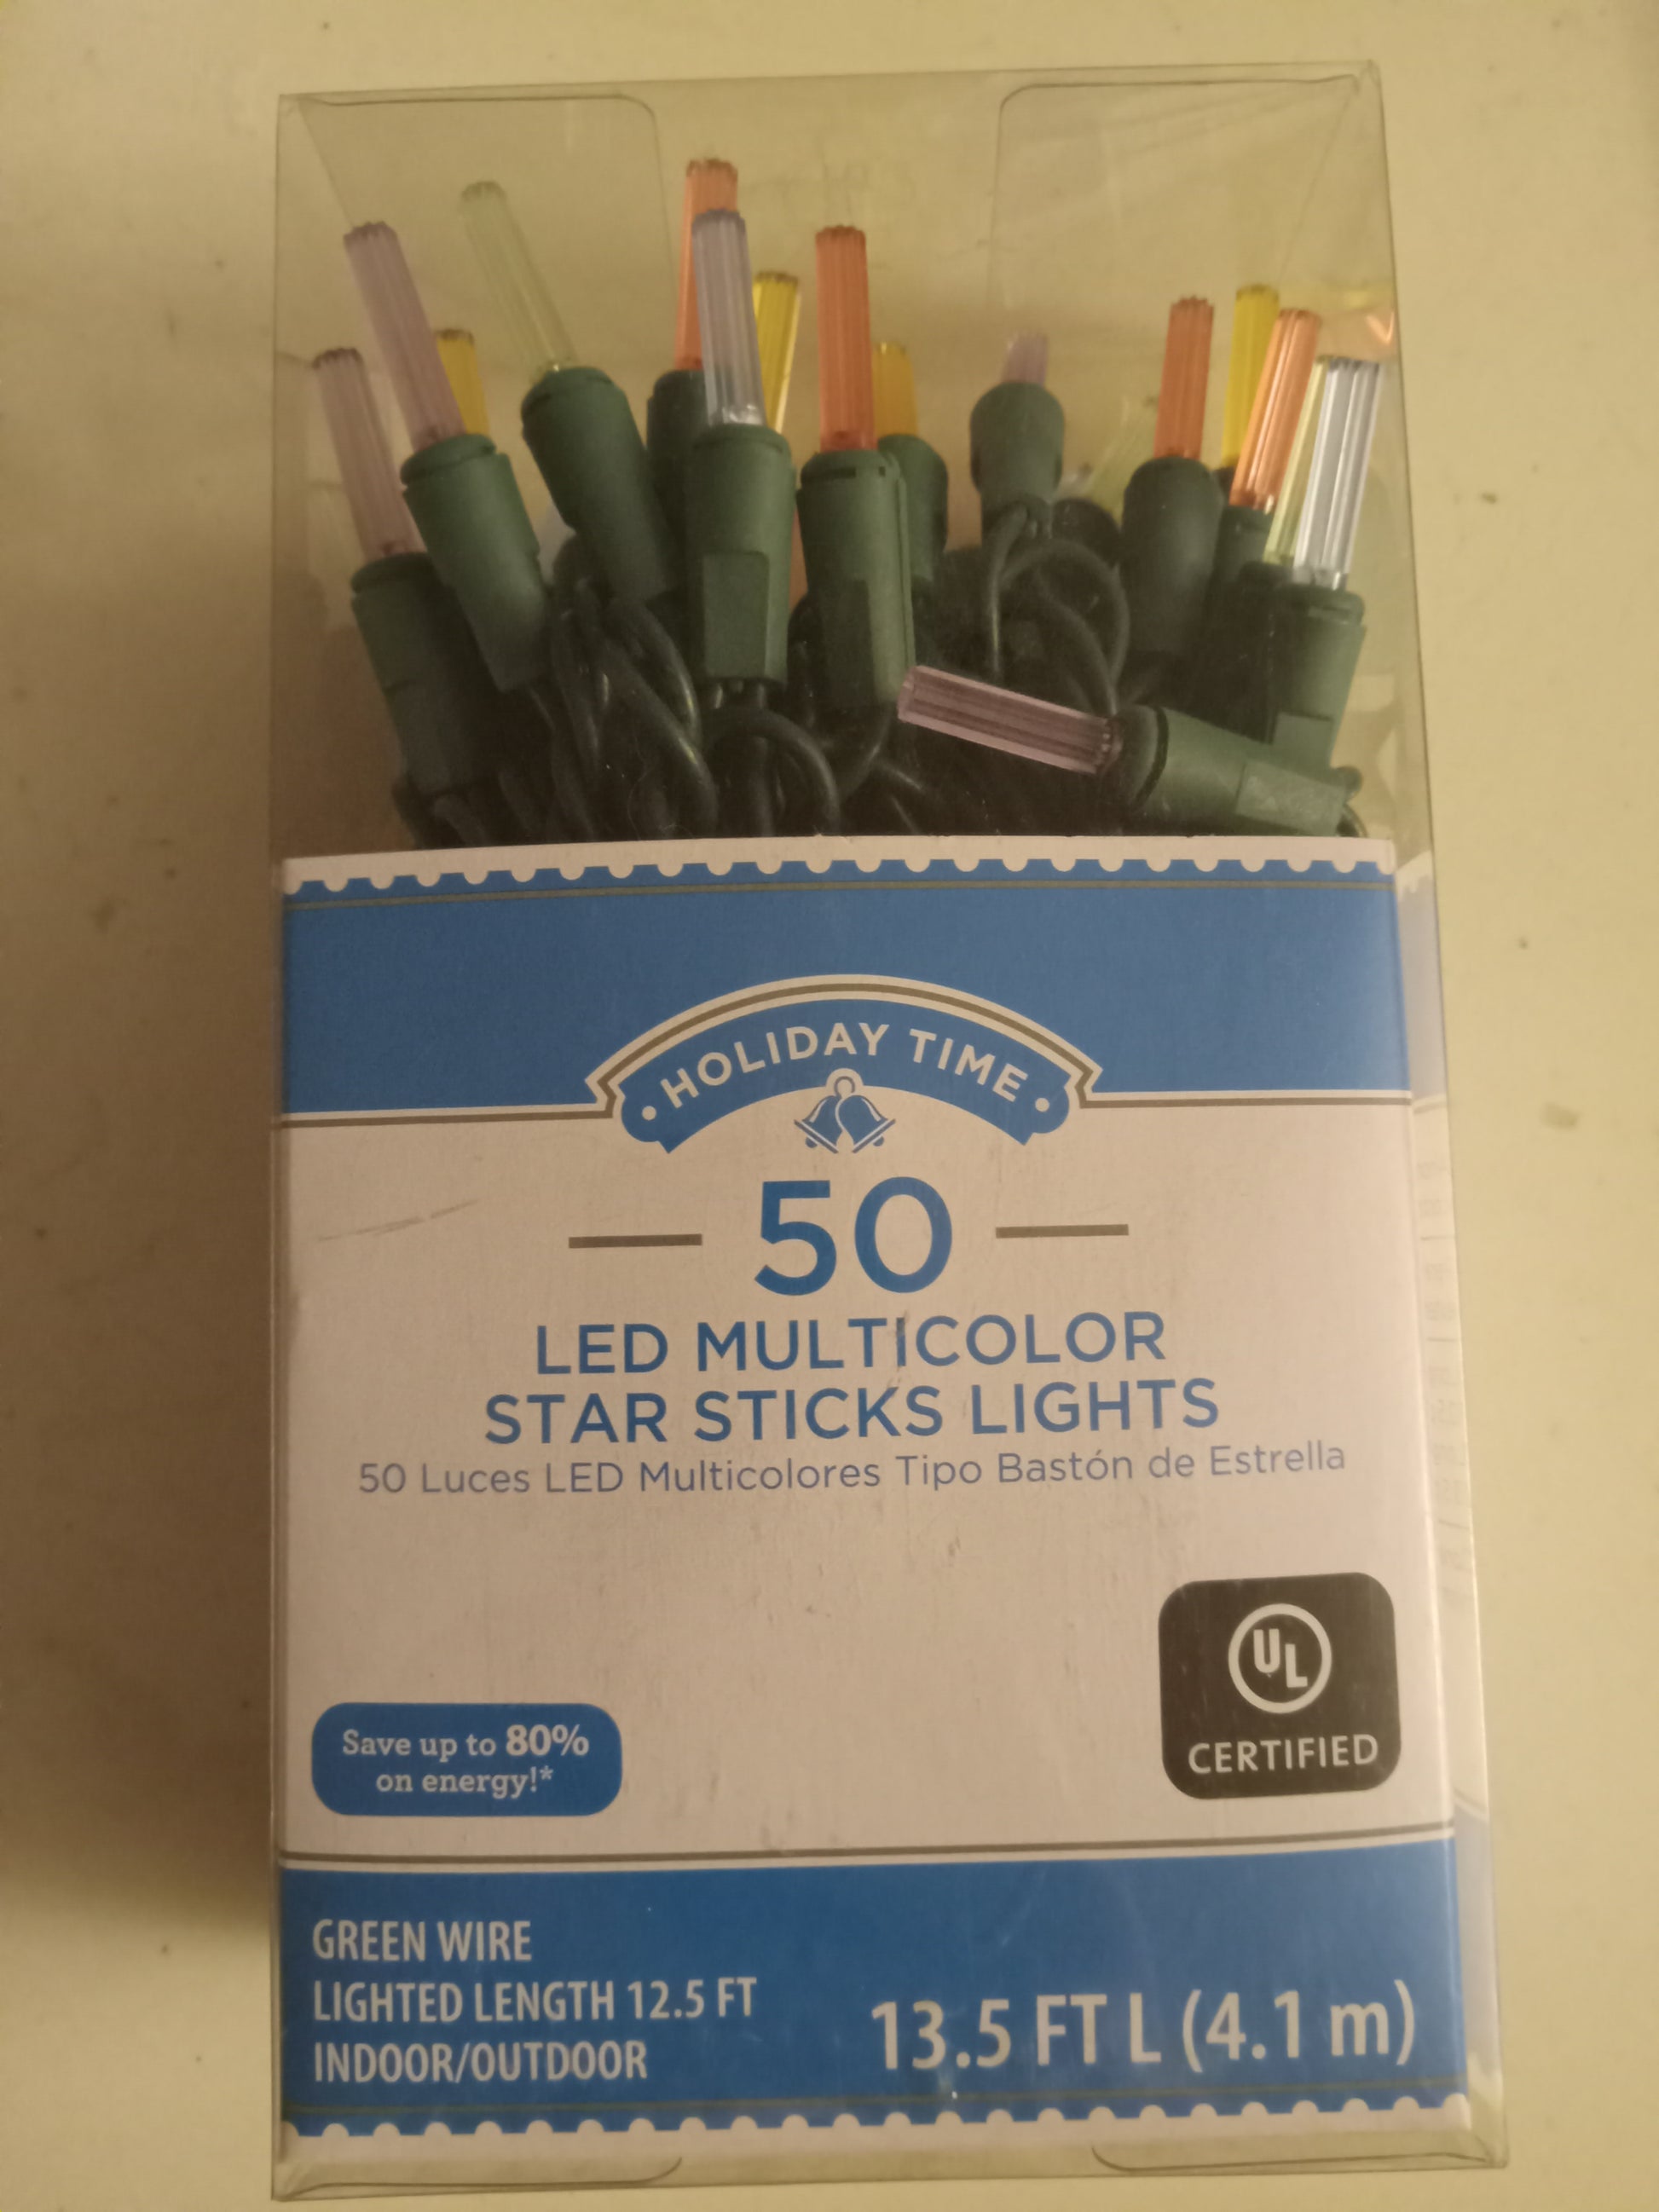 HOLIDAY TIME
50
LED MULTICOLOR
STAR STICKS LIGHTS
50 Luces LED Multicolores Tipo Bastón de Estrella
UL
CERTIFIED
Save up to 80%
on energy!*
GREEN WIRE
LIGHTED LENGTH 12.5 FT
INDOOR/OUTDOOR
13.5 FT L (4.1 m)